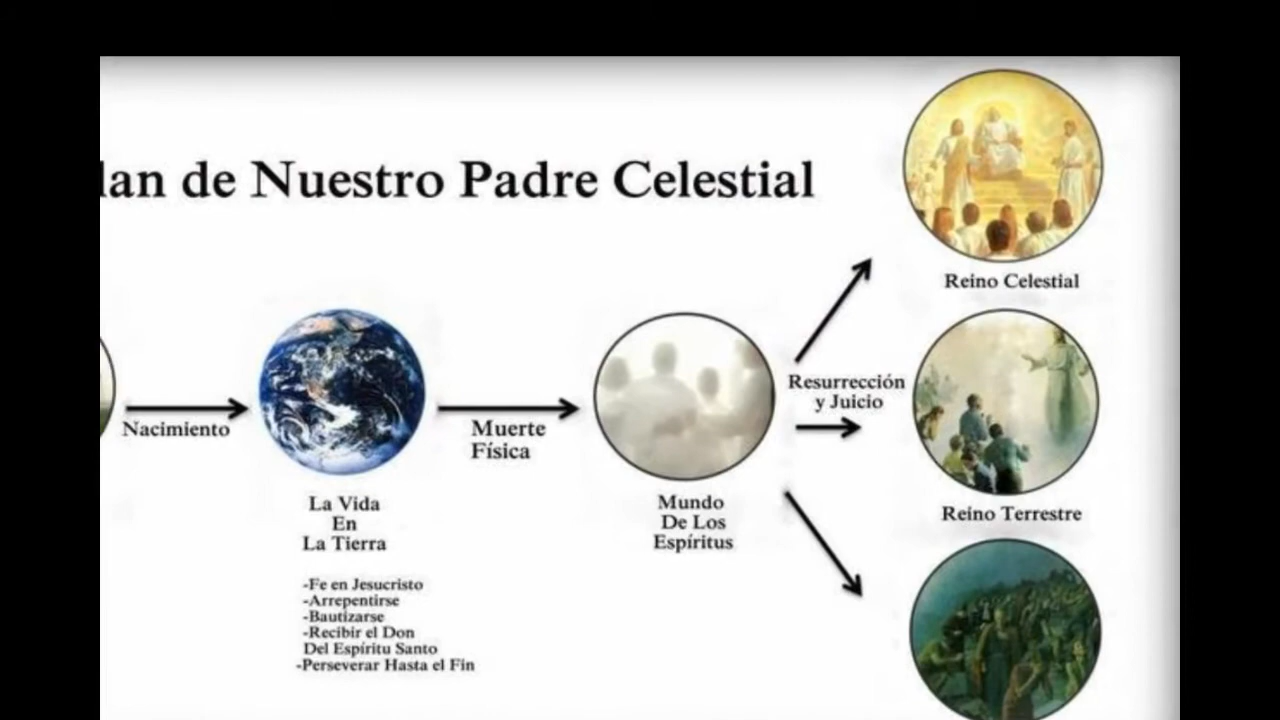 lan de Nuestro Padre Celestial
Reino Celestial
Nacimiento
Muerte
Física
Resurrección
y Juicio
La Vida
En
La Tierra
Mundo
De Los
Espíritus
Reino Terrestre
-Fe en Jesucristo
-Arrepentirse
-Bautizarse
-Recibir el Don
Del Espíritu Santo
-Perseverar Hasta el Fin